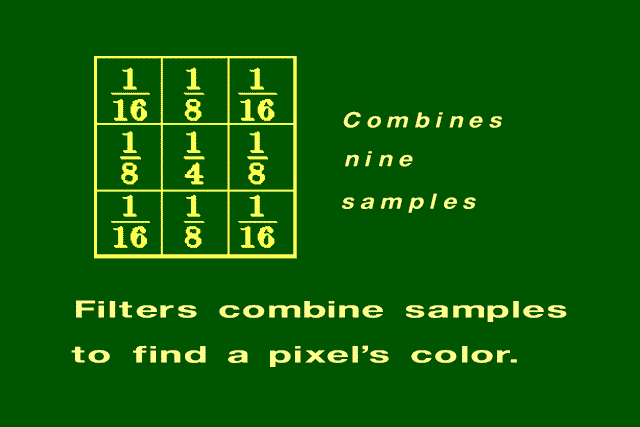 1/16 1/8 1/16
1/8 1/4 1/8
1/16 1/8 1/16
Combines
nine
samples
Filters combine samples
to find a pixel's color.